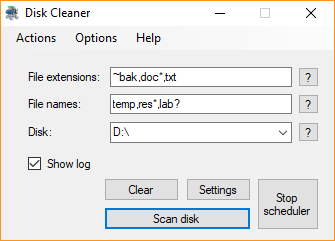 Disk Cleaner
Actions Options Help
File extensions: ~bak,doc*,txt ?
File names: temp,res*,lab? ?
Disk: D:\ ?
Show log
Clear Settings Stop scheduler
Scan disk